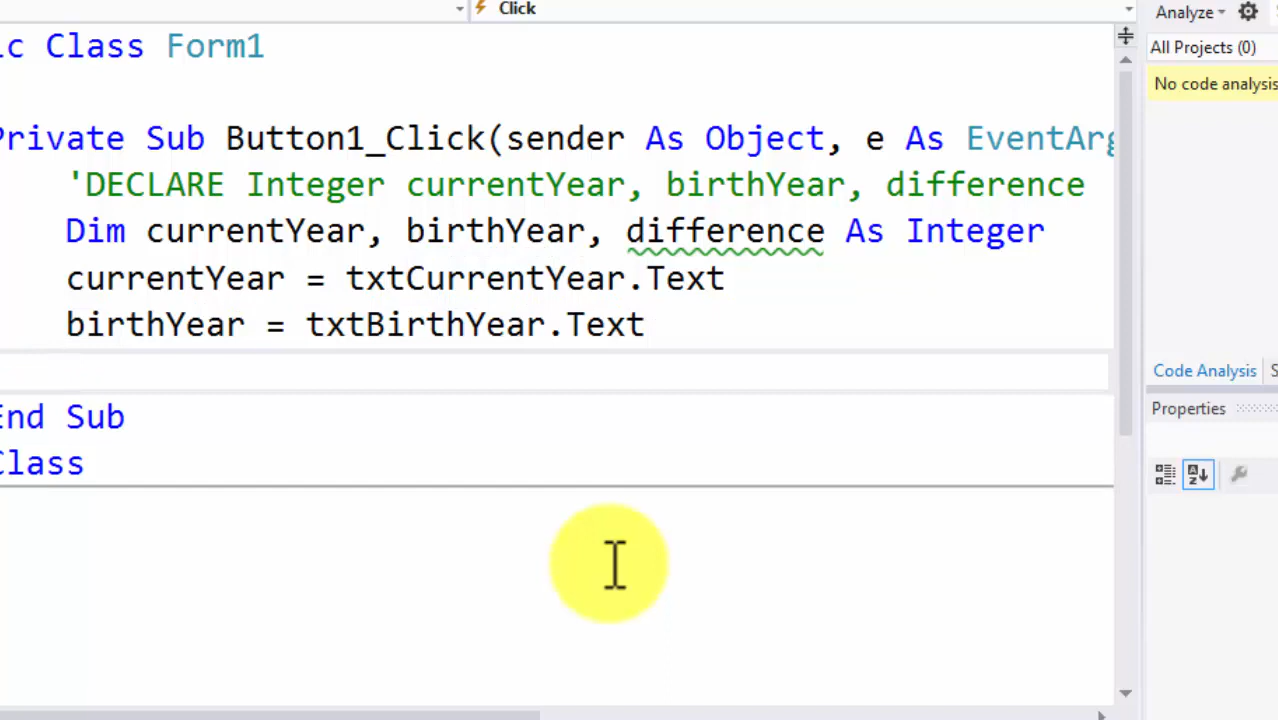 Click
Analyze
ic Class Form1
All Projects (0)
No code analysis
Private Sub Button1_Click(sender As Object, e As EventArg
'DECLARE Integer currentYear, birthYear, difference
Dim currentYear, birthYear, difference As Integer
currentYear = txtCurrentYear.Text
birthYear = txtBirthYear.Text
Code Analysis S
Properties
End Sub
Class